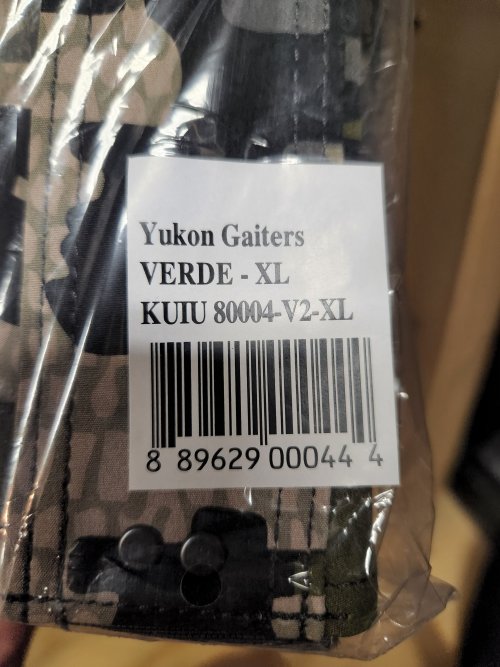 Yukon Gaiters
VERDE - XL
KUIU 80004-V2-XL
8 89629 00044 4